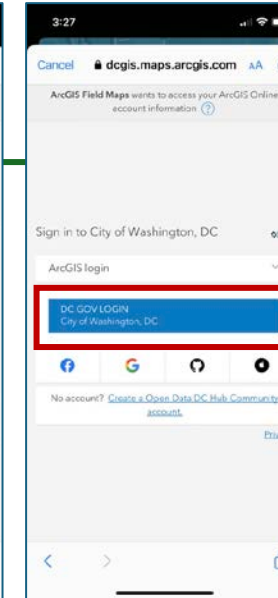 3:27
Cancel dcgis.maps.arcgis.com AA
ArcGIS Field Maps wants to access your ArcGIS Online
account information (?)
Sign in to City of Washington, DC
ArcGIS login
DC GOV LOGIN
City of Washington, DC
No account? Create a Open Data DC Hub Community
account.